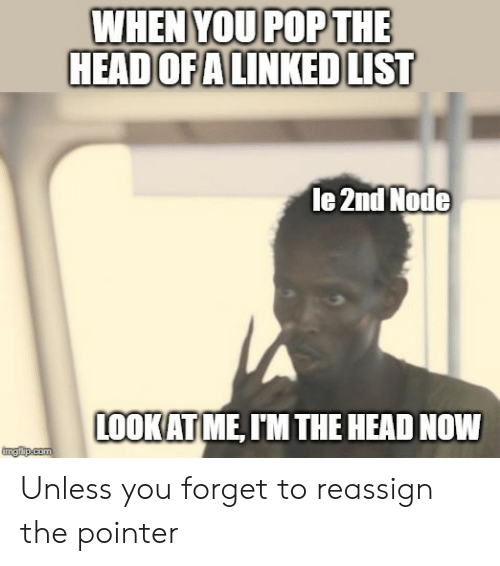 WHEN YOU POP THE
HEAD OF A LINKED LIST
le 2nd Node
LOOK AT ME, I'M THE HEAD NOW
imgflip.com
Unless you forget to reassign
the pointer